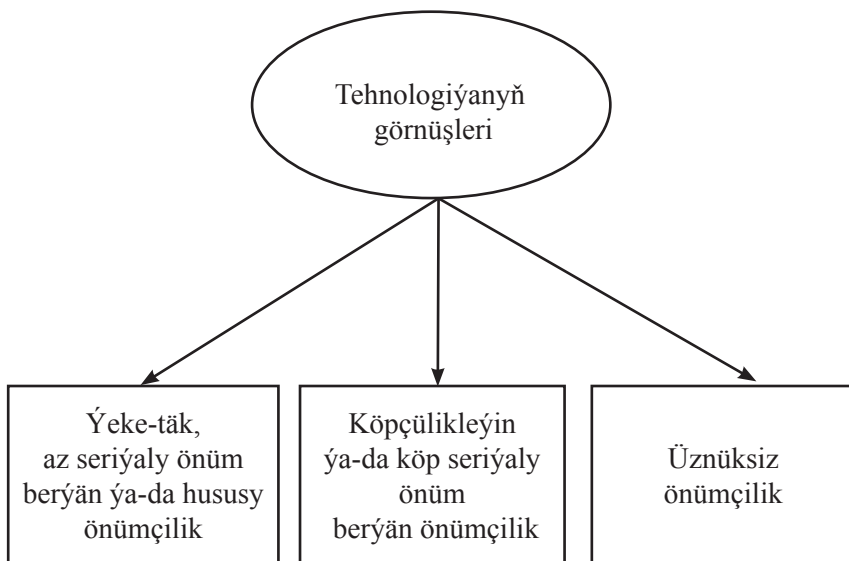 Tehnologiýanyň
görnüşleri
Ýeke-täk,
az seriýaly önüm
berýän ýa-da hususy
önümçilik
Köpçülikleýin
ýa-da köp seriýaly
önüm
berýän önümçilik
Üznüksiz
önümçilik